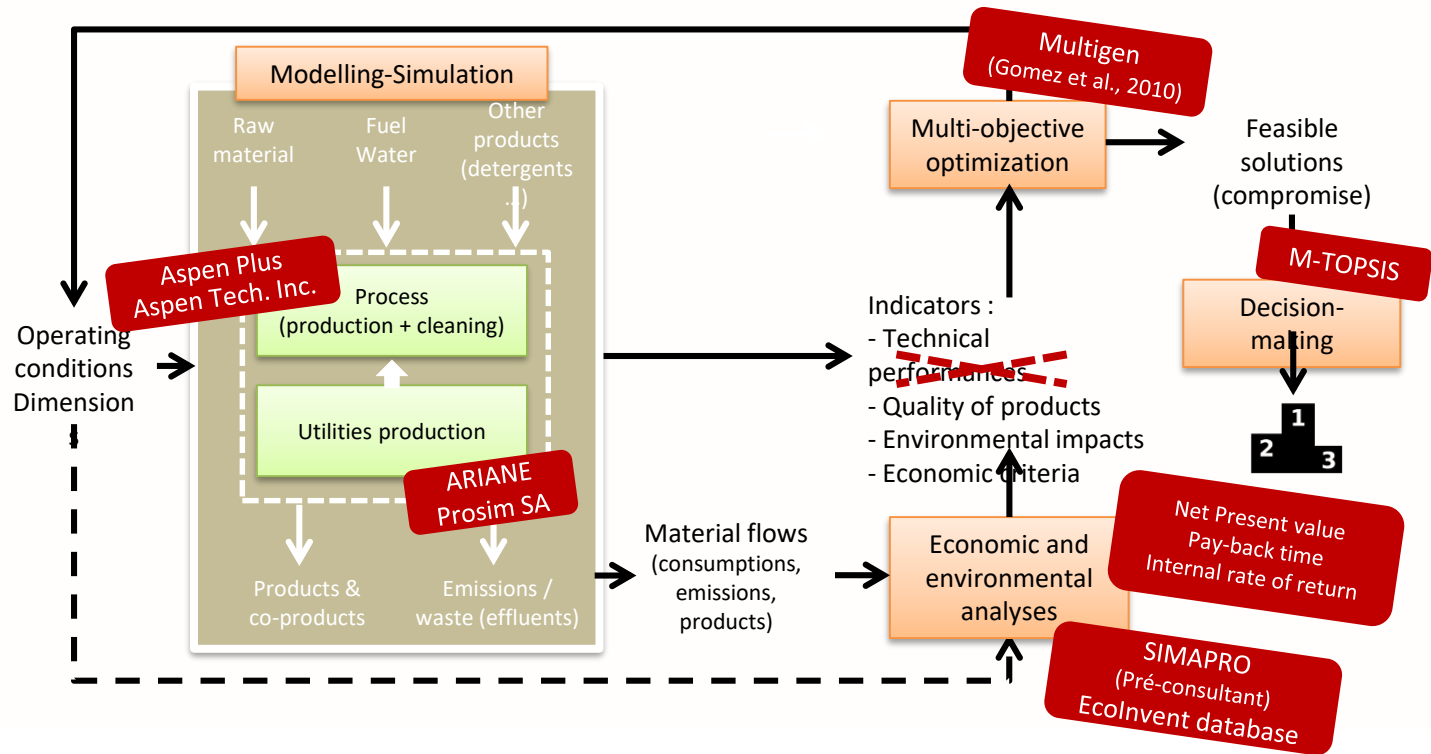 Multigen
(Gomez et al., 2010)
Modelling-Simulation
Raw
material
Fuel
Water
Other
products
(detergents
...)
Multi-objective
optimization
Feasible
solutions
(compromise)
M-TOPSIS
Decision-
making
1
2
3
Aspen Plus
Aspen Tech. Inc.
Process
(production + cleaning)
Utilities production
ARIANE
Prosim SA
Operating
conditions
Dimension
s
Indicators :
- Technical
performances
- Quality of products
- Environmental impacts
- Economic criteria
Products &
co-products
Emissions /
waste (effluents)
Material flows
(consumptions,
emissions,
products)
Economic and
environmental
analyses
Net Present value
Pay-back time
Internal rate of return
SIMAPRO
(Pré-consultant)
EcoInvent database